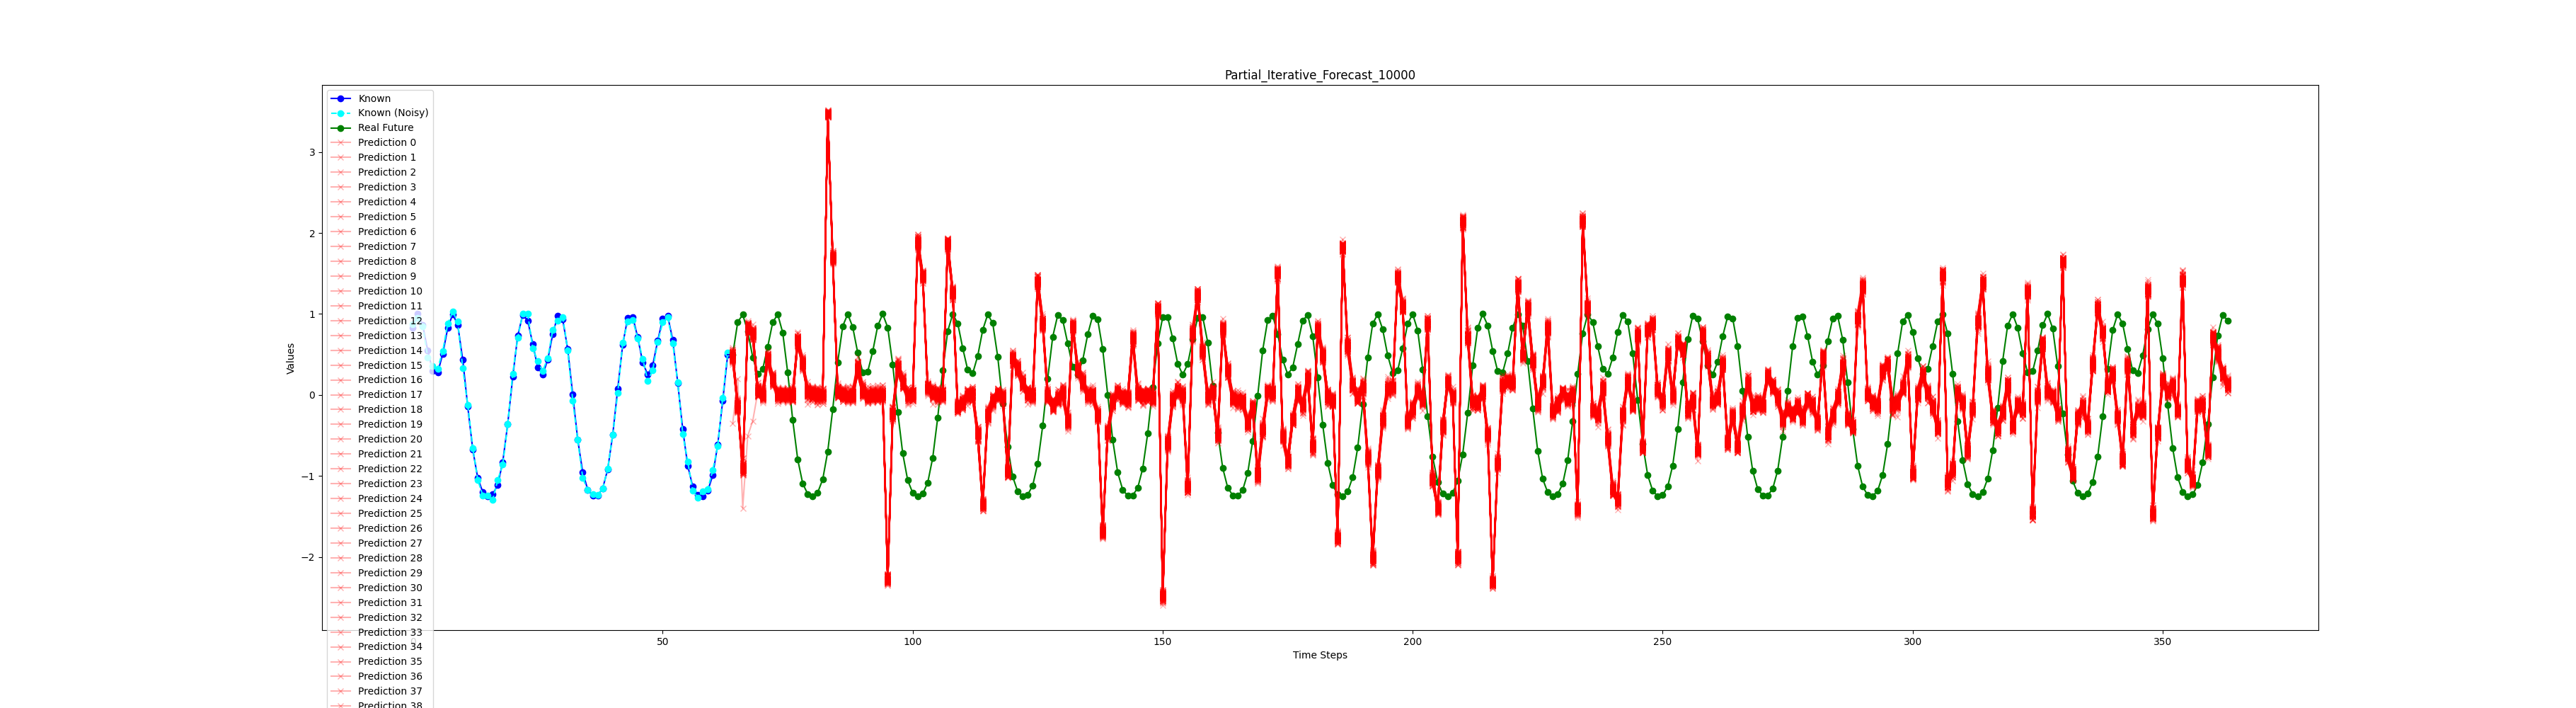 Partial_Iterative_Forecast_10000
Known
Known (Noisy)
Real Future
Prediction 0
Prediction 1
Prediction 2
Prediction 3
Prediction 4
Prediction 5
Prediction 6
Prediction 7
Prediction 8
Prediction 9
Prediction 10
Prediction 11
Prediction 12
Prediction 13
Prediction 14
Prediction 15
Prediction 16
Prediction 17
Prediction 18
Prediction 19
Prediction 20
Prediction 21
Prediction 22
Prediction 23
Prediction 24
Prediction 25
Prediction 26
Prediction 27
Prediction 28
Prediction 29
Prediction 30
Prediction 31
Prediction 32
Prediction 33
Prediction 34
Prediction 35
Prediction 36
Prediction 37
Prediction 38
Values
3
2
1
0
−1
−2
50 100 150 200 250 300 350
Time Steps